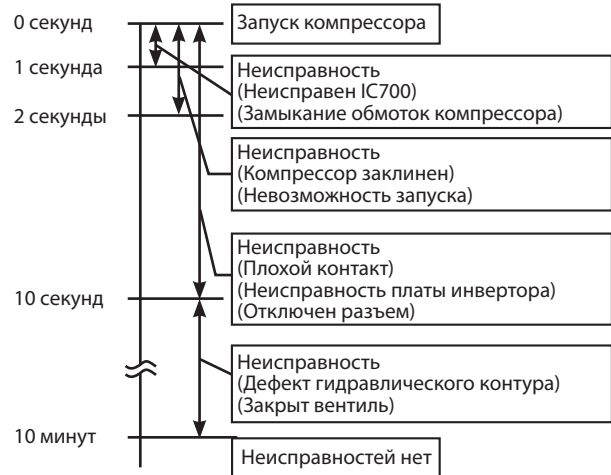 0 секунд
Запуск компрессора
1 секунда
Неисправность
(Неисправен IC700)
(Замыкание обмоток компрессора)
2 секунды
Неисправность
(Компрессор заклинен)
(Невозможность запуска)
Неисправность
(Плохой контакт)
(Неисправность платы инвертора)
(Отключен разъем)
10 секунд
Неисправность
(Дефект гидравлического контура)
(Закрыт вентиль)
10 минут
Неисправностей нет